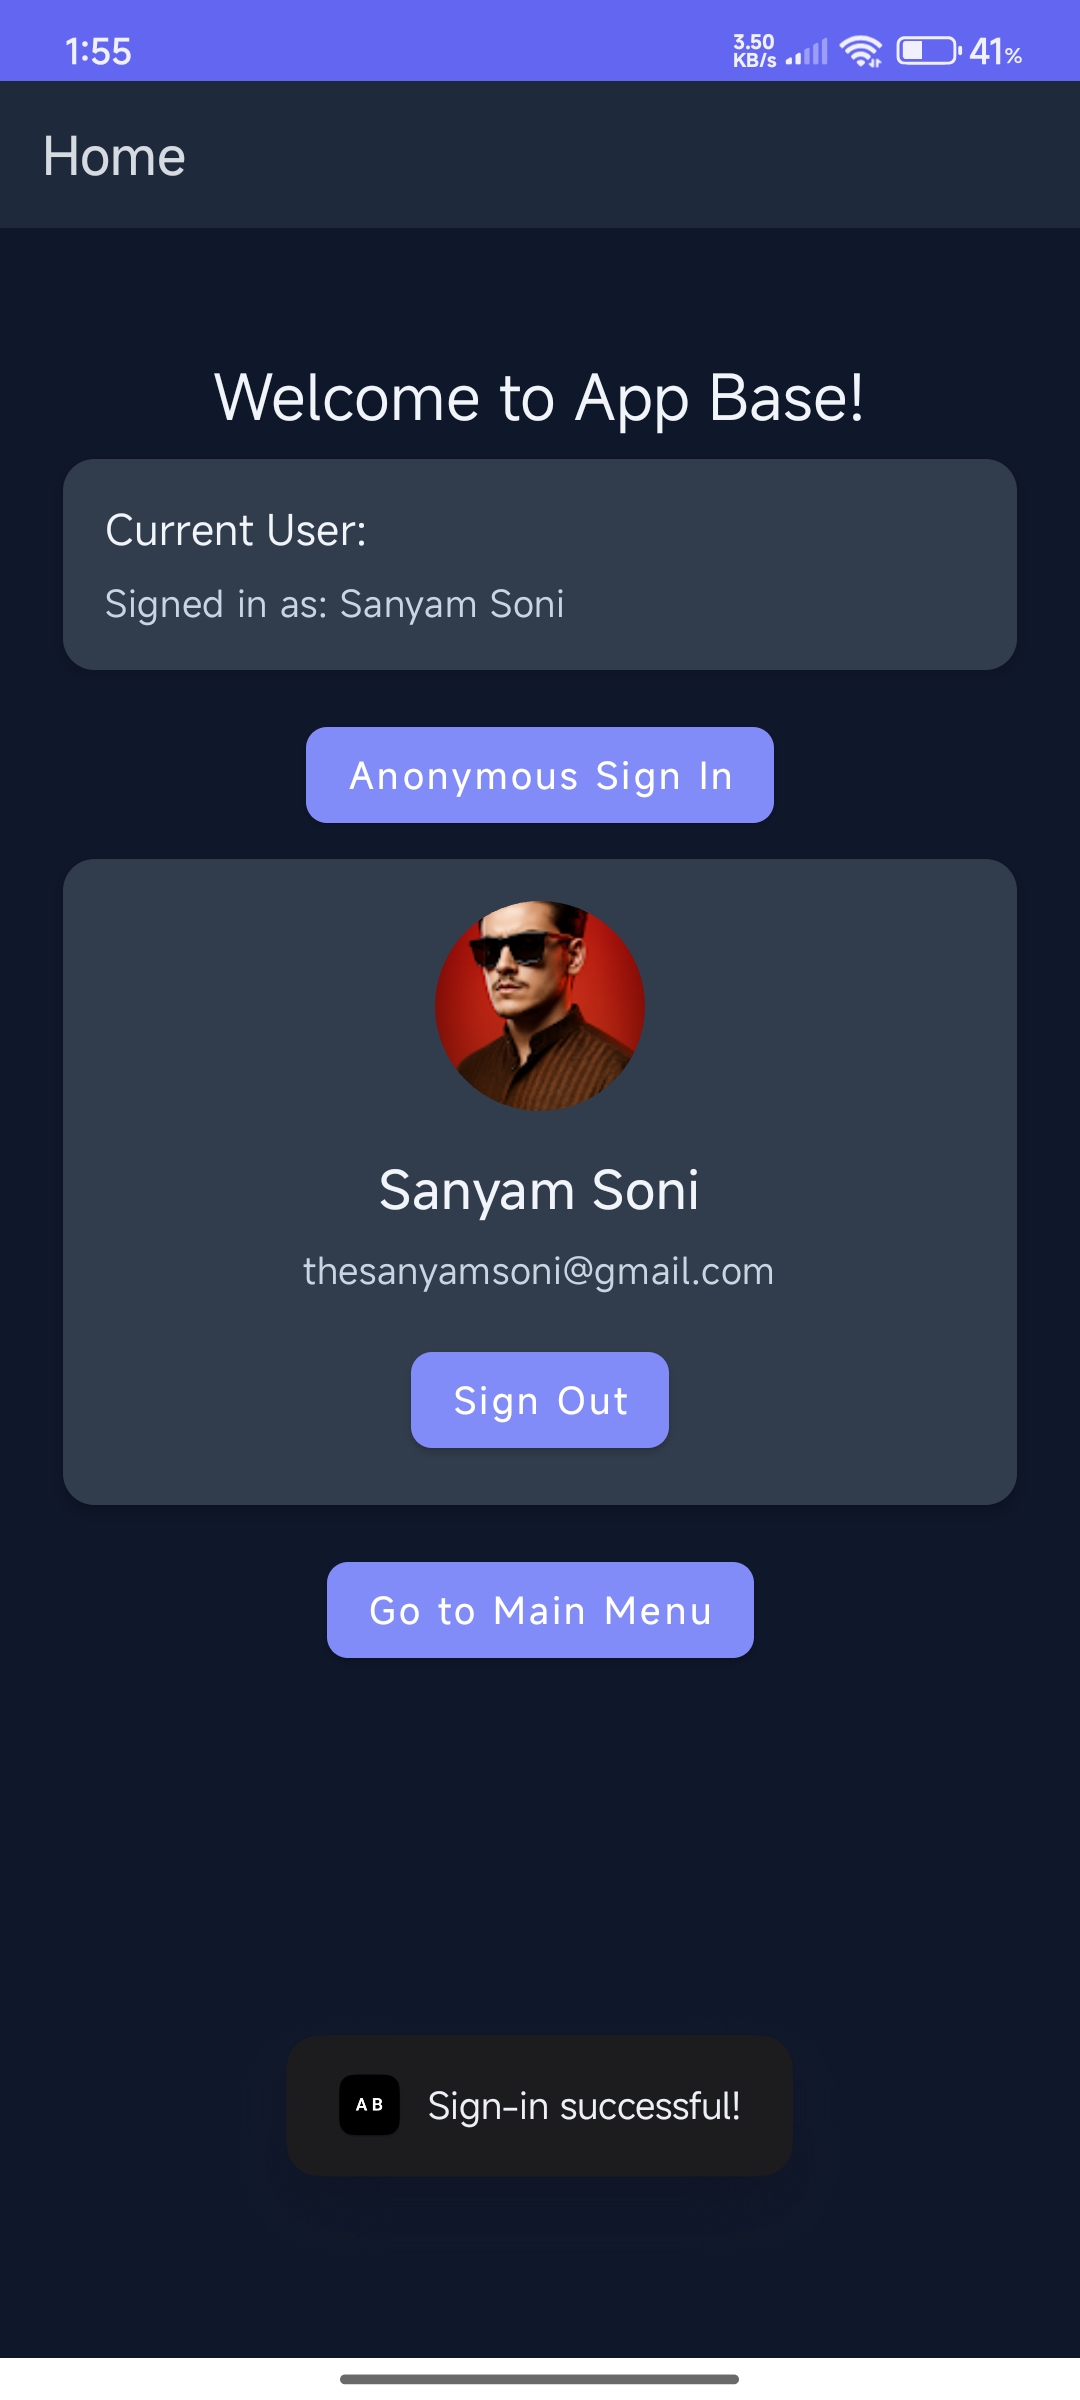 1:55
3.50
KB/s
41%
Home
Welcome to App Base!
Current User:
Signed in as: Sanyam Soni
Anonymous Sign In
Sanyam Soni
thesanyamsoni@gmail.com
Sign Out
Go to Main Menu
A B
Sign-in successful!